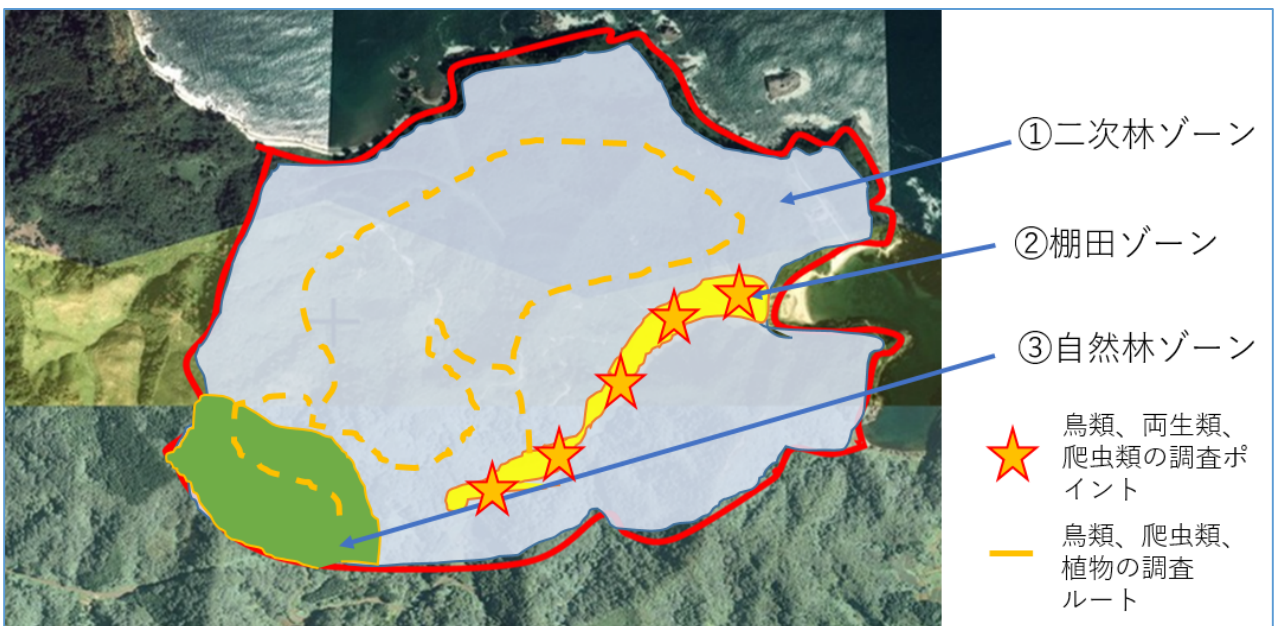 ①二次林ゾーン
②棚田ゾーン
③自然林ゾーン
鳥類、両生類、
爬虫類の調査ポ
イント
鳥類、爬虫類、
植物の調査
ルート